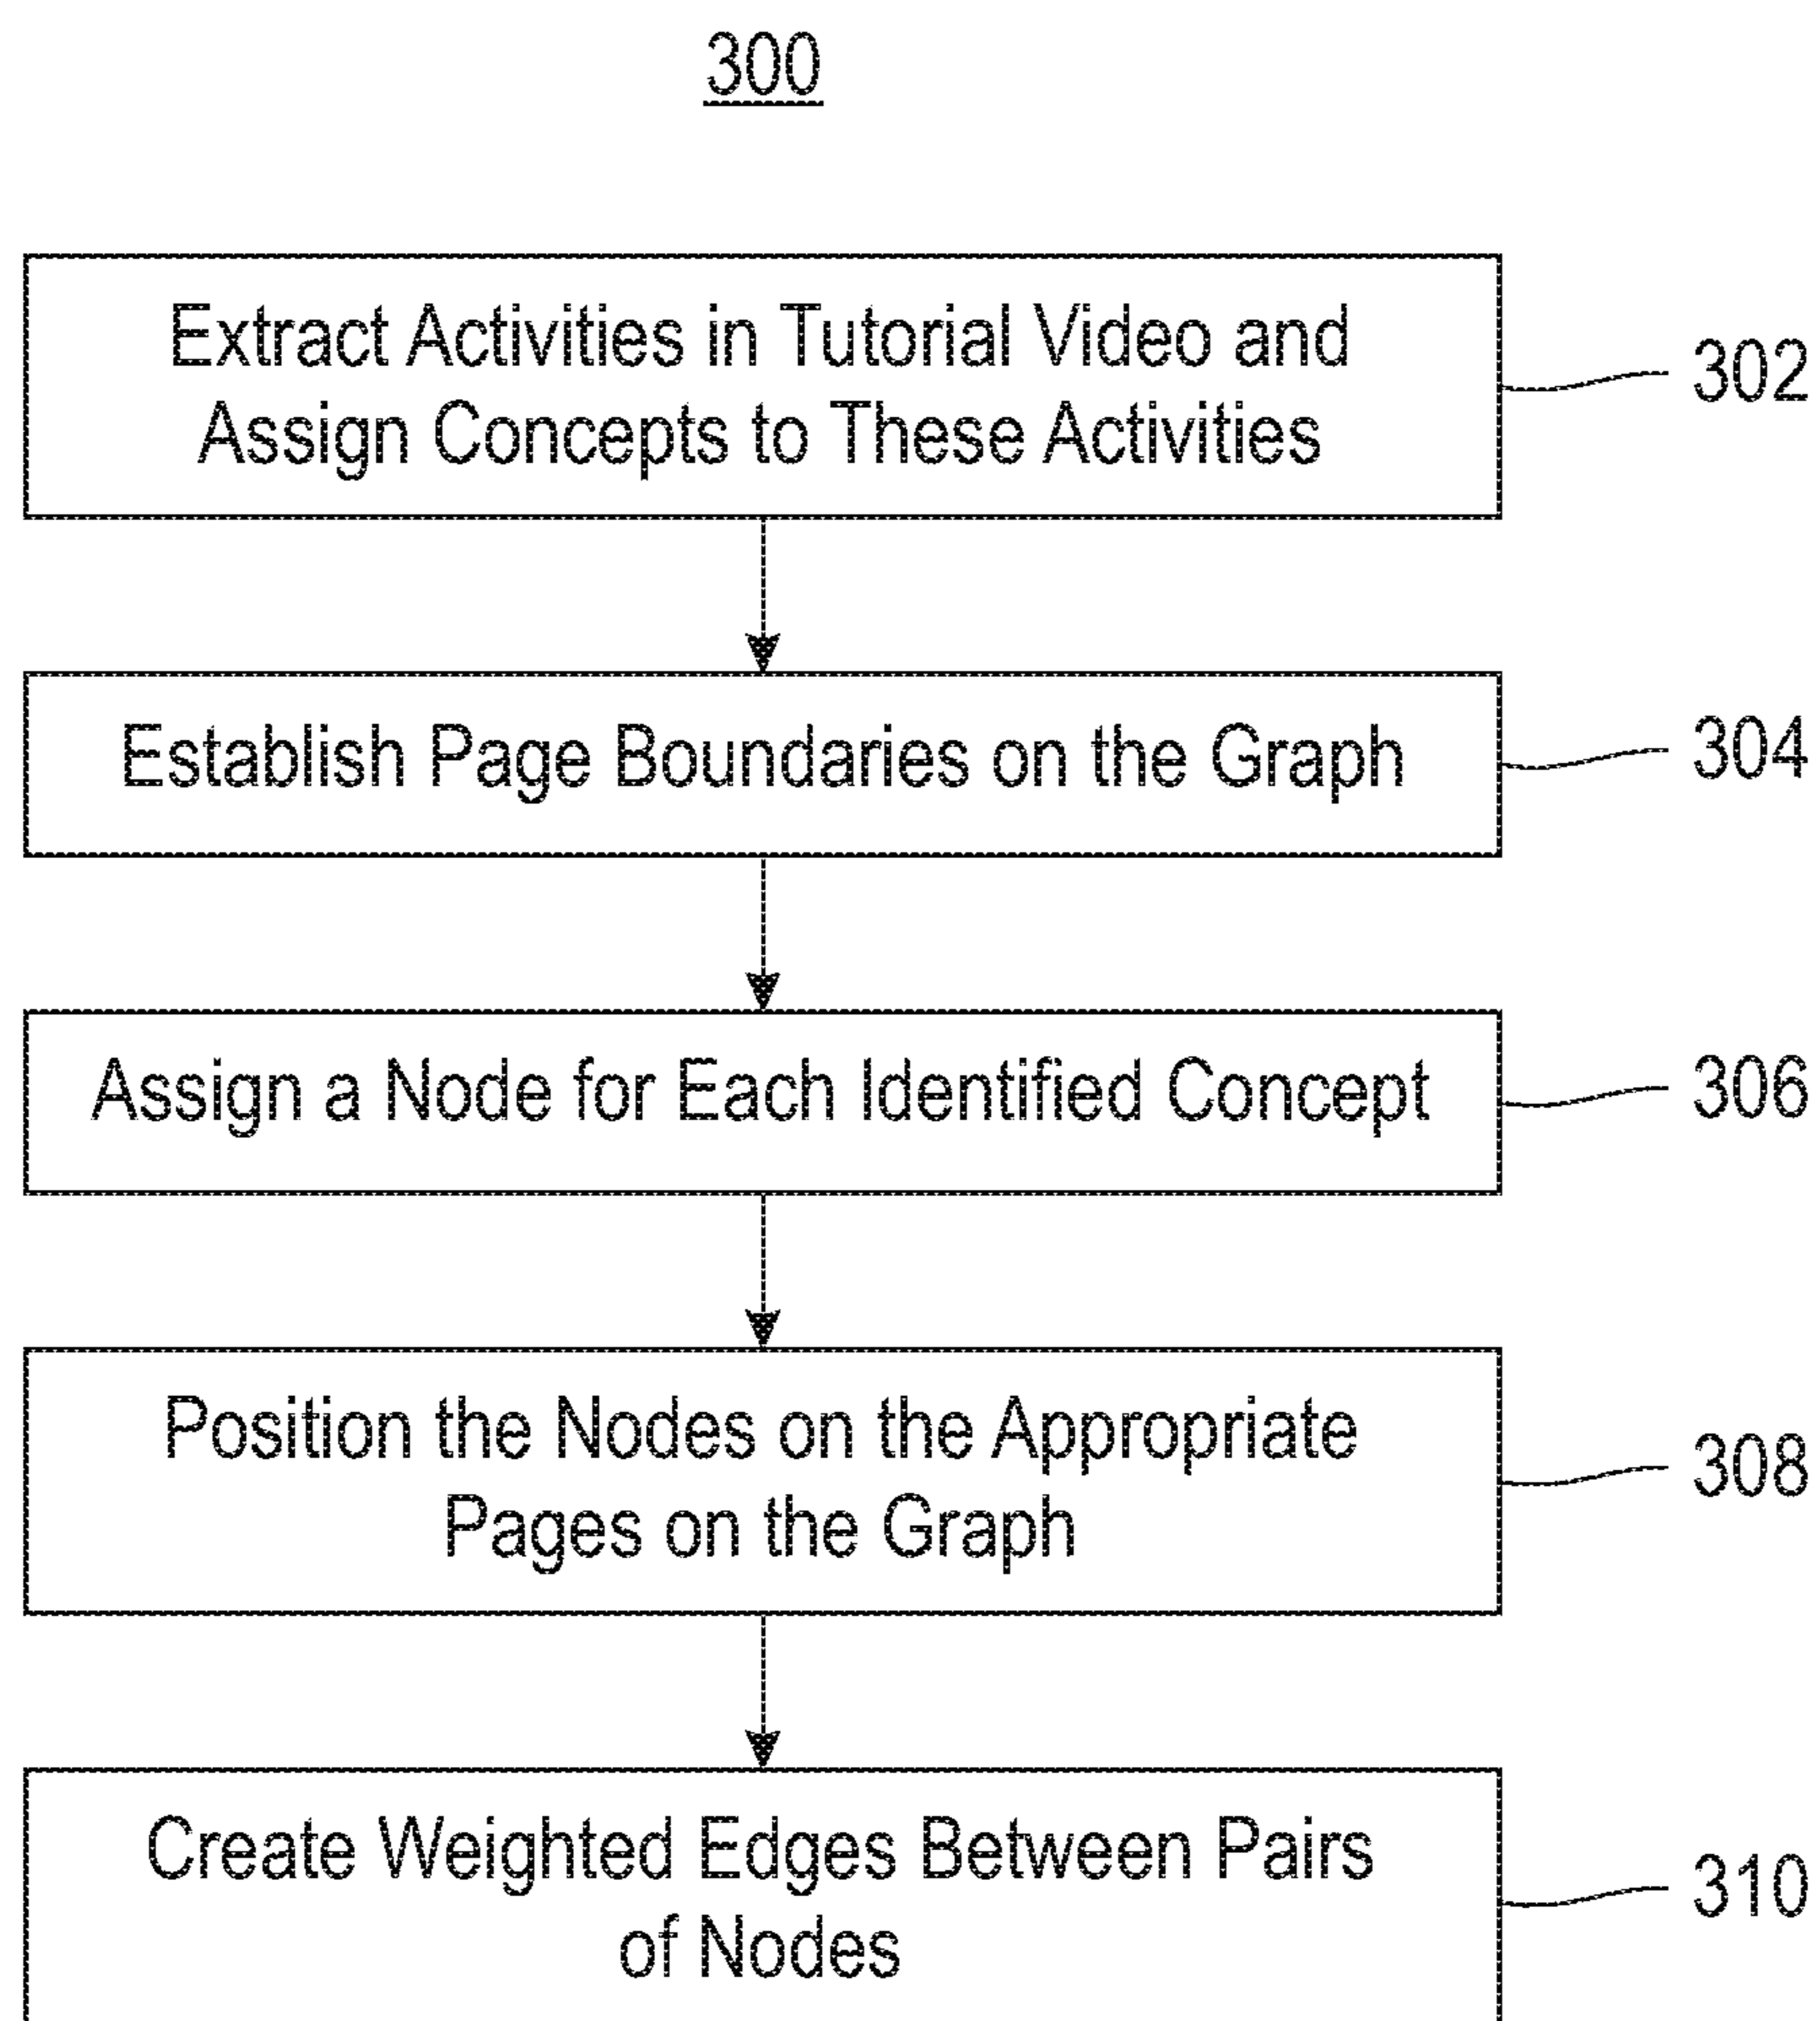 300
Extract Activities in Tutorial Video and
Assign Concepts to These Activities
302
Establish Page Boundaries on the Graph
304
Assign a Node for Each Identified Concept
306
Position the Nodes on the Appropriate
Pages on the Graph
308
Create Weighted Edges Between Pairs
of Nodes
310